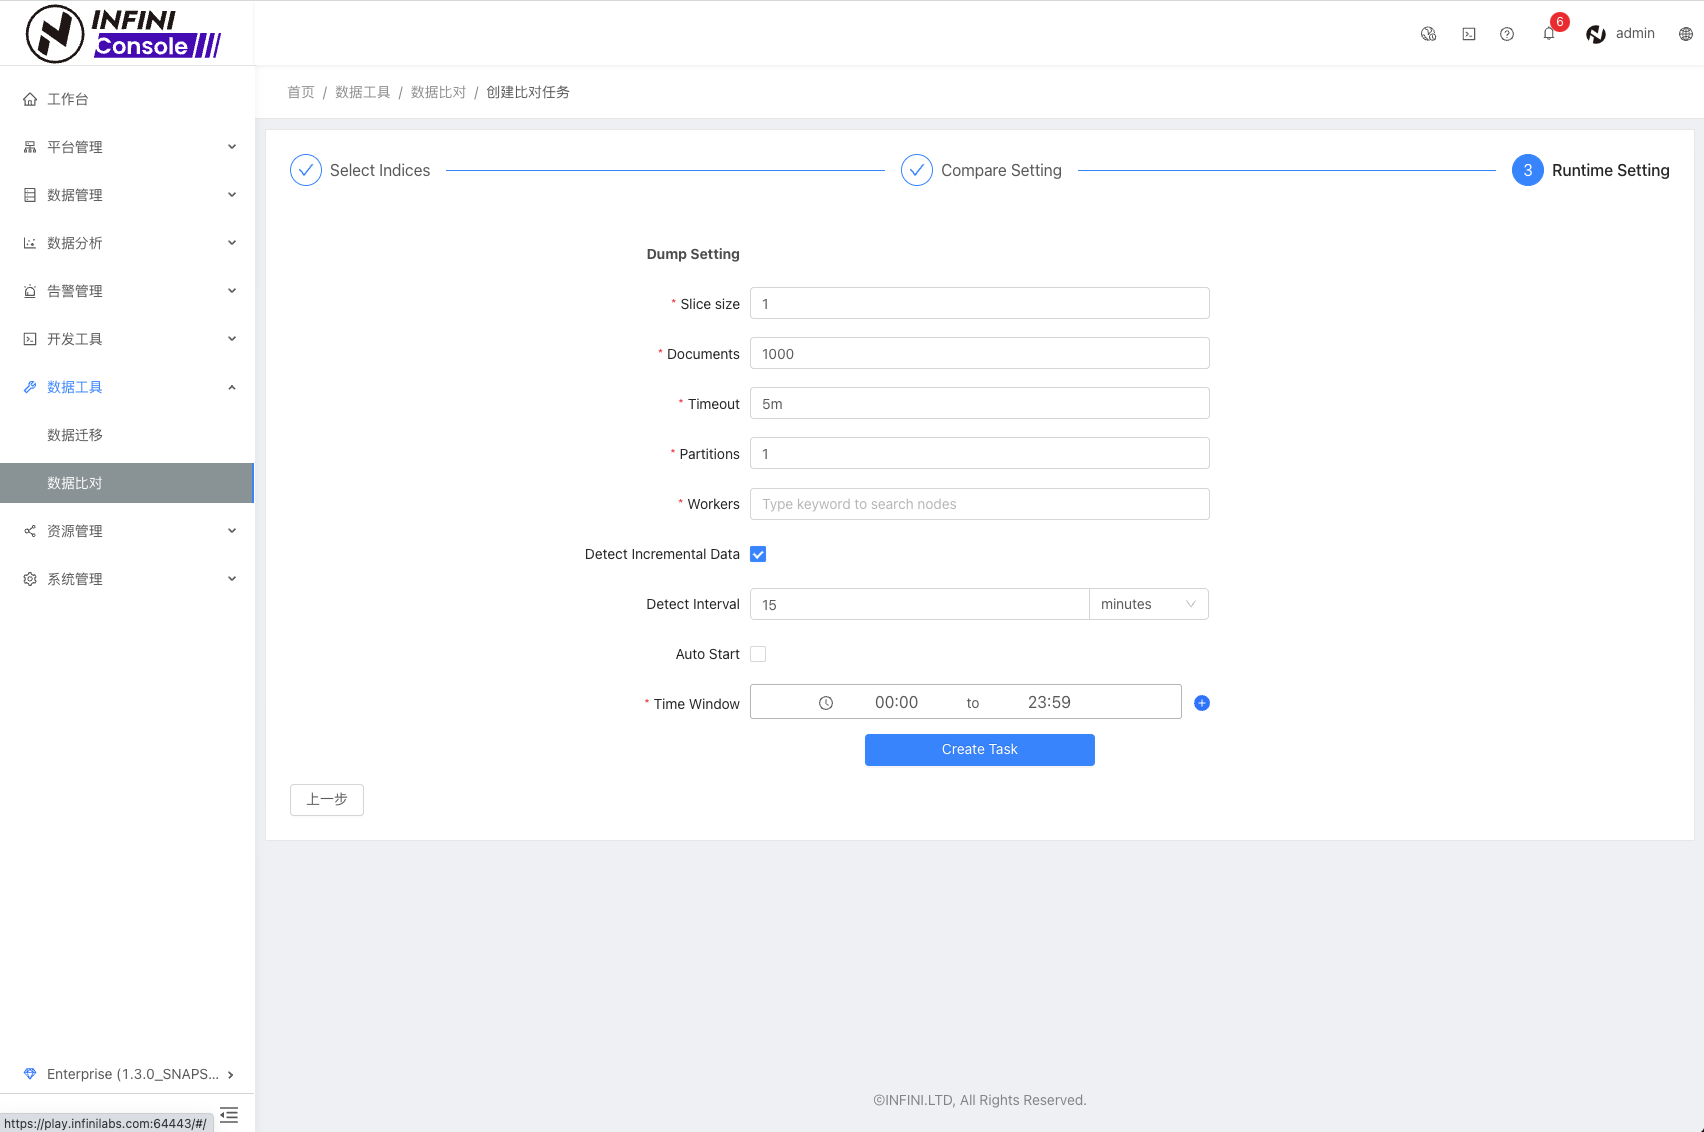 INFINI
Console
6
admin
工作台
平台管理
数据管理
数据分析
告警管理
开发工具
数据工具
数据迁移
数据比对
资源管理
系统管理
Enterprise (1.3.0_SNAPS...
https://play.infinilabs.com:64443/#/
首页 / 数据工具 / 数据比对 / 创建比对任务
Select Indices
Compare Setting
3 Runtime Setting
Dump Setting
* Slice size 1
* Documents 1000
* Timeout 5m
* Partitions 1
* Workers Type keyword to search nodes
Detect Incremental Data
Detect Interval 15 minutes
Auto Start
* Time Window 00:00 to 23:59
Create Task
上一步
©INFINI.LTD, All Rights Reserved.